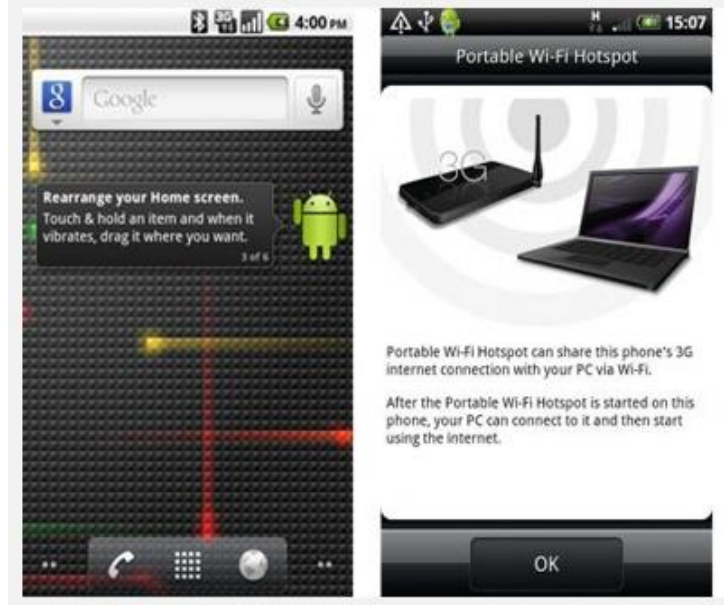 3G 4:00 PM
8 Google
Rearrange your Home screen.
Touch & hold an item and when it
vibrates, drag it where you want.
3 of 6
H 15:07
Portable Wi-Fi Hotspot
3G
Portable Wi-Fi Hotspot can share this phone's 3G
internet connection with your PC via Wi-Fi.
After the Portable Wi-Fi Hotspot is started on this
phone, your PC can connect to it and then start
using the internet.
OK